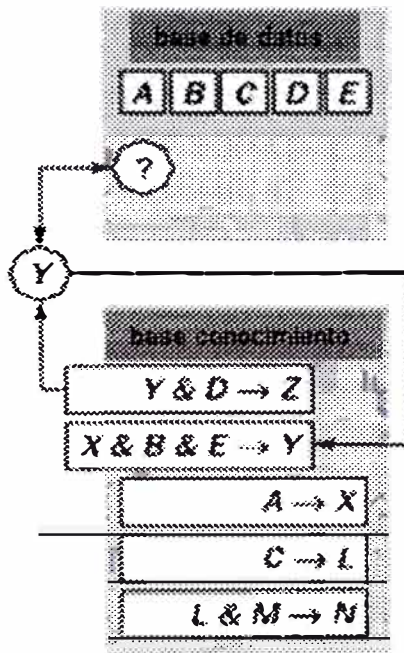 base de datos
A B C D E
?
Y
base conocimiento
Y & D → Z
X & B & E → Y
A → X
C → L
L & M → N